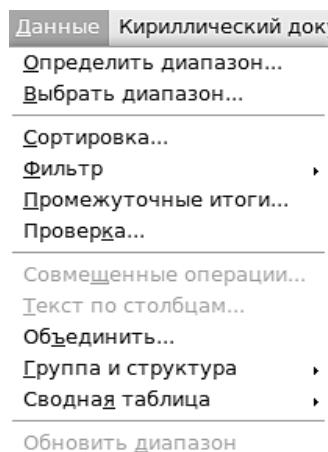 Данные Кириллический док
Определить диапазон...
Выбрать диапазон...
Сортировка...
Фильтр
Промежуточные итоги...
Проверка...
Совмещенные операции...
Текст по столбцам...
Объединить...
Группа и структура
Сводная таблица
Обновить диапазон